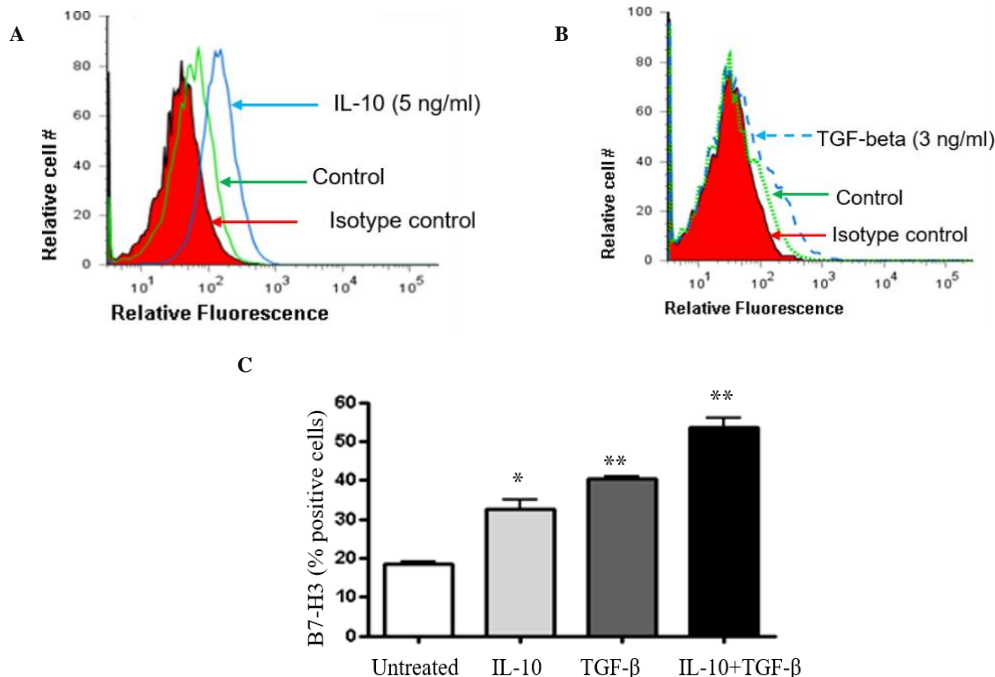 A
100
80
60
40
20
0
Relative cell #
IL-10 (5 ng/ml)
Control
Isotype control
10^1 10^2 10^3 10^4 10^5
Relative Fluorescence
B
100
80
60
40
20
0
Relative cell #
TGF-beta (3 ng/ml)
Control
Isotype control
10^1 10^2 10^3 10^4 10^5
Relative Fluorescence
C
B7-H3 (% positive cells)
60
50
40
30
20
10
0
*
**
**
Untreated IL-10 TGF-β IL-10+TGF-β